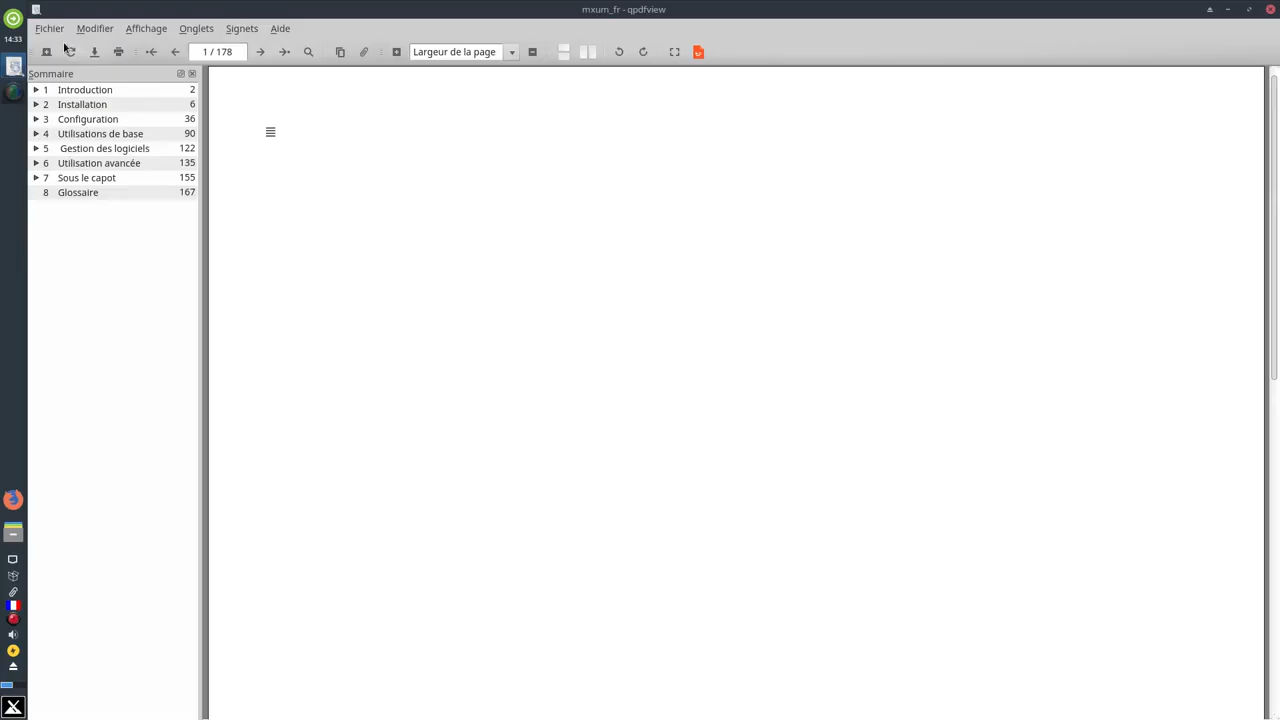 mxum_fr - qpdfview
14:33
Fichier Modifier Affichage Onglets Signets Aide
1 / 178
Largeur de la page
Sommaire
1 Introduction 2
2 Installation 6
3 Configuration 36
4 Utilisations de base 90
5 Gestion des logiciels 122
6 Utilisation avancée 135
7 Sous le capot 155
8 Glossaire 167